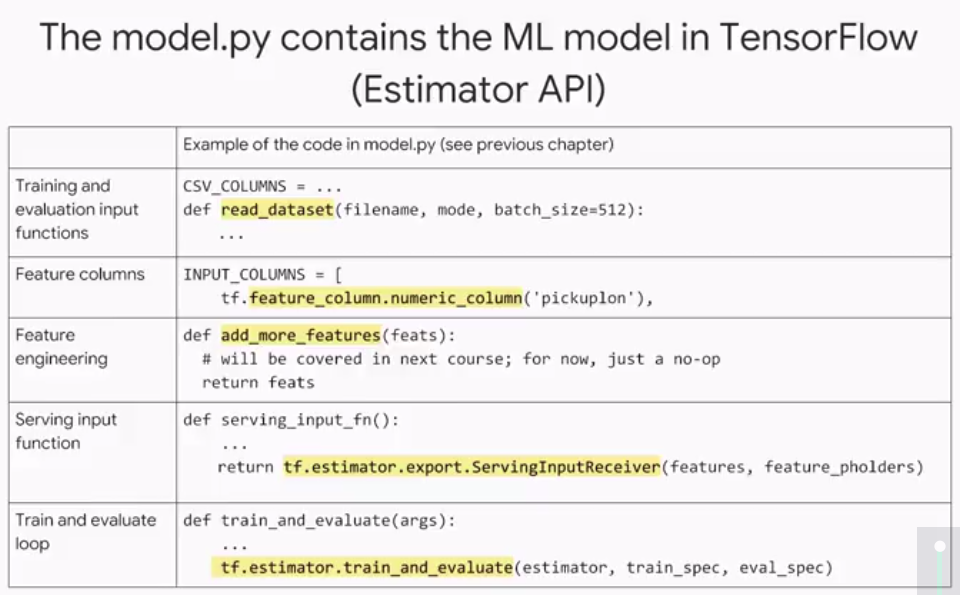 The model.py contains the ML model in TensorFlow
(Estimator API)
Example of the code in model.py (see previous chapter)
Training and
evaluation input
functions
CSV_COLUMNS = ...
def read_dataset(filename, mode, batch_size=512):
...
Feature columns
INPUT_COLUMNS = [
tf.feature_column.numeric_column('pickuplon'),
Feature
engineering
def add_more_features(feats):
# will be covered in next course; for now, just a no-op
return feats
Serving input
function
def serving_input_fn():
...
return tf.estimator.export.ServingInputReceiver(features, feature_pholders)
Train and evaluate
loop
def train_and_evaluate(args):
...
tf.estimator.train_and_evaluate(estimator, train_spec, eval_spec)